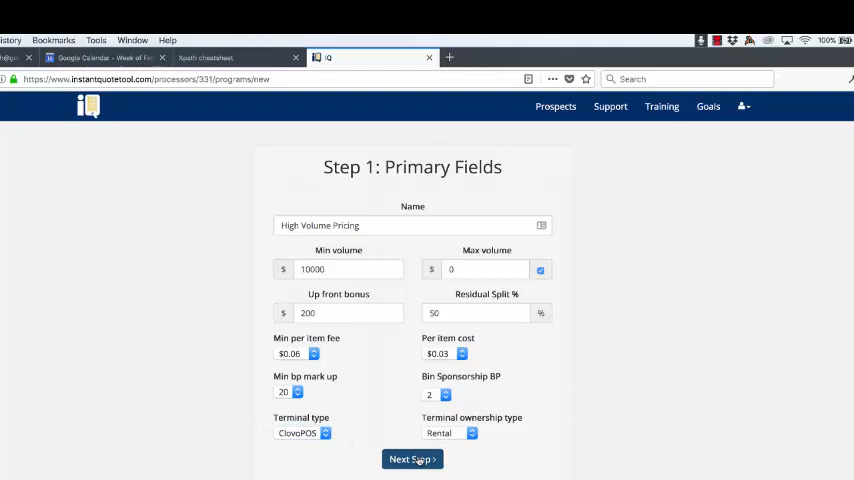 istory Bookmarks Tools Window Help 100%
Google Calendar - Week of Fe Xpath cheatsheet iQ
https://www.instantquotetool.com/processors/331/programs/new Search
iQ Prospects Support Training Goals
Step 1: Primary Fields
Name
High Volume Pricing
Min volume Max volume
$ 10000 $ 0
Up front bonus Residual Split %
$ 200 50 %
Min per item fee Per item cost
$0.06 $0.03
Min bp mark up Bin Sponsorship BP
20 2
Terminal type Terminal ownership type
ClovoPOS Rental
Next Step ›